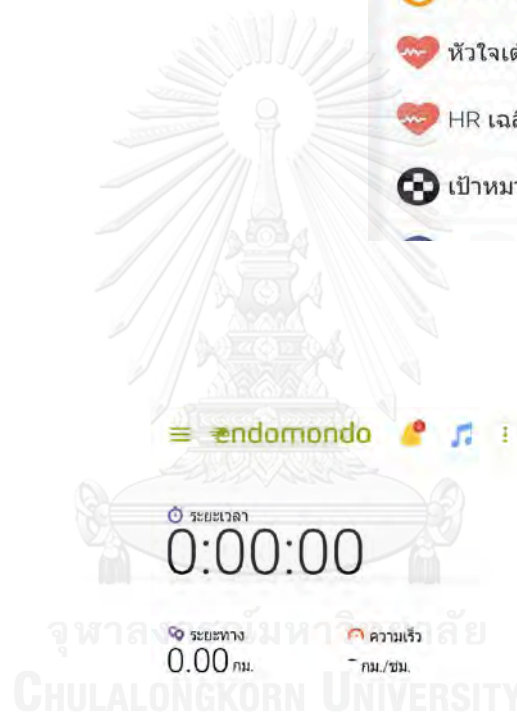 หัวใจเต้
HR เฉลี่
เป้าหมา
endomondo
ระยะเวลา
0:00:00
ระยะทาง
ความเร็ว
0.00 กม.
- กม./ชม.
จุฬาลงกรณ์มหาวิทยาลัย
CHULALONGKORN UNIVERSITY